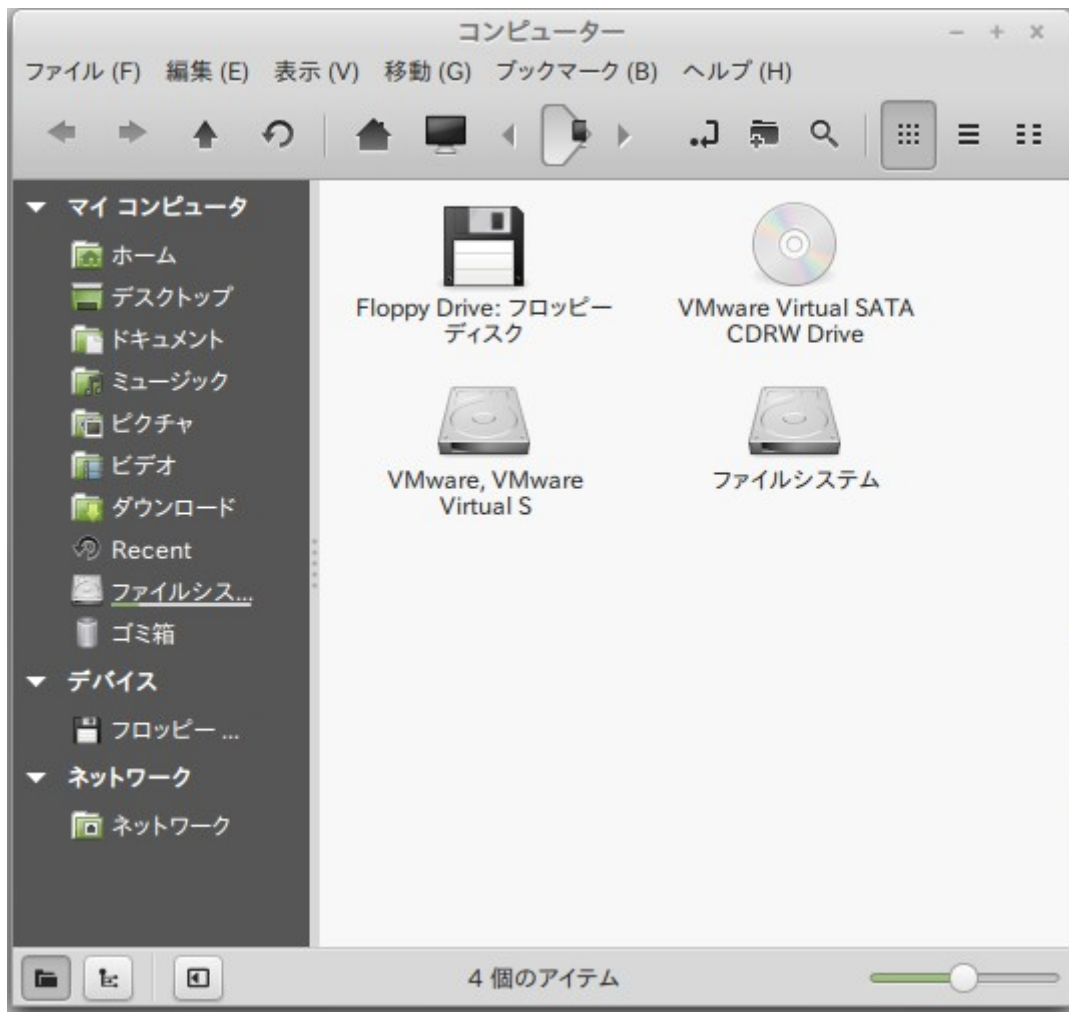 コンピューター
ファイル (F) 編集 (E) 表示 (V) 移動 (G) ブックマーク (B) ヘルプ (H)
マイ コンピュータ
ホーム
デスクトップ
ドキュメント
ミュージック
ピクチャ
ビデオ
ダウンロード
Recent
ファイルシス...
ゴミ箱
デバイス
フロッピー ...
ネットワーク
ネットワーク
Floppy Drive: フロッピー
ディスク
VMware Virtual SATA
CDRW Drive
VMware, VMware
Virtual S
ファイルシステム
4 個のアイテム